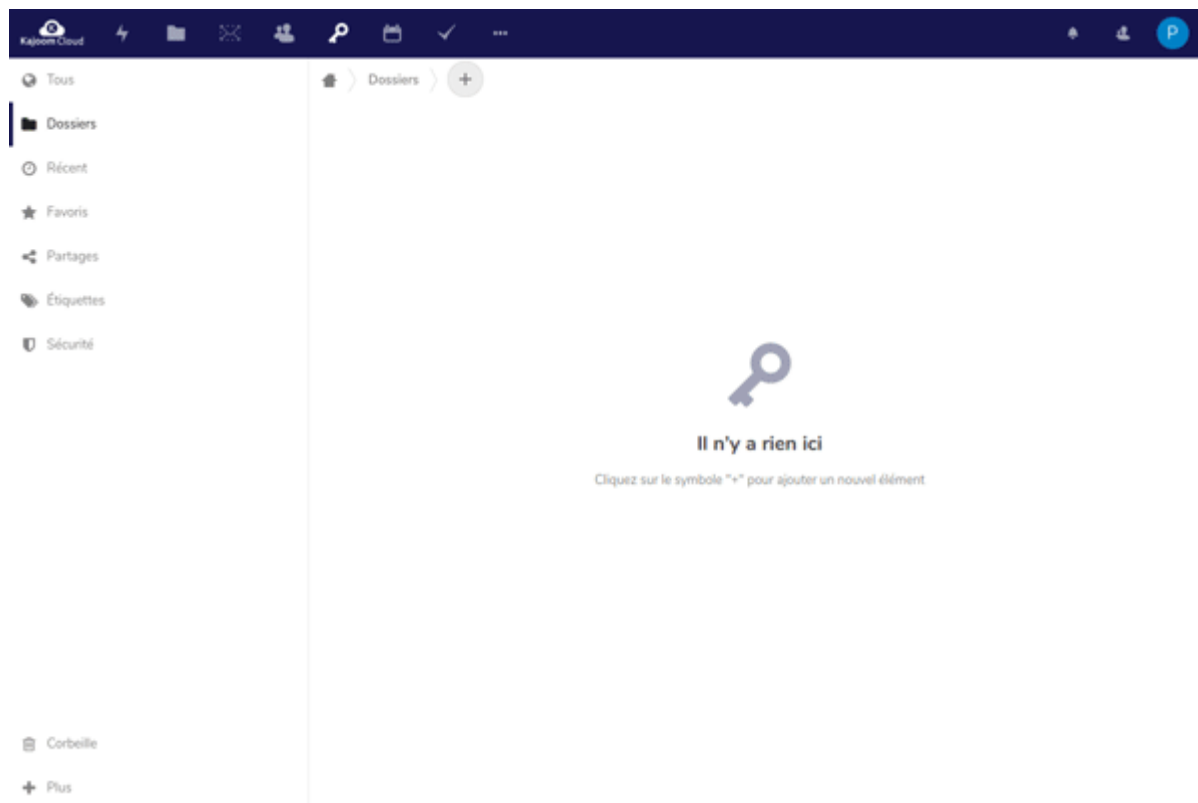 Kajoom Cloud
P
Tous
Dossiers
Dossiers
+
Récent
Favoris
Partages
Étiquettes
Sécurité
Il n'y a rien ici
Cliquez sur le symbole "+" pour ajouter un nouvel élément
Corbeille
Plus